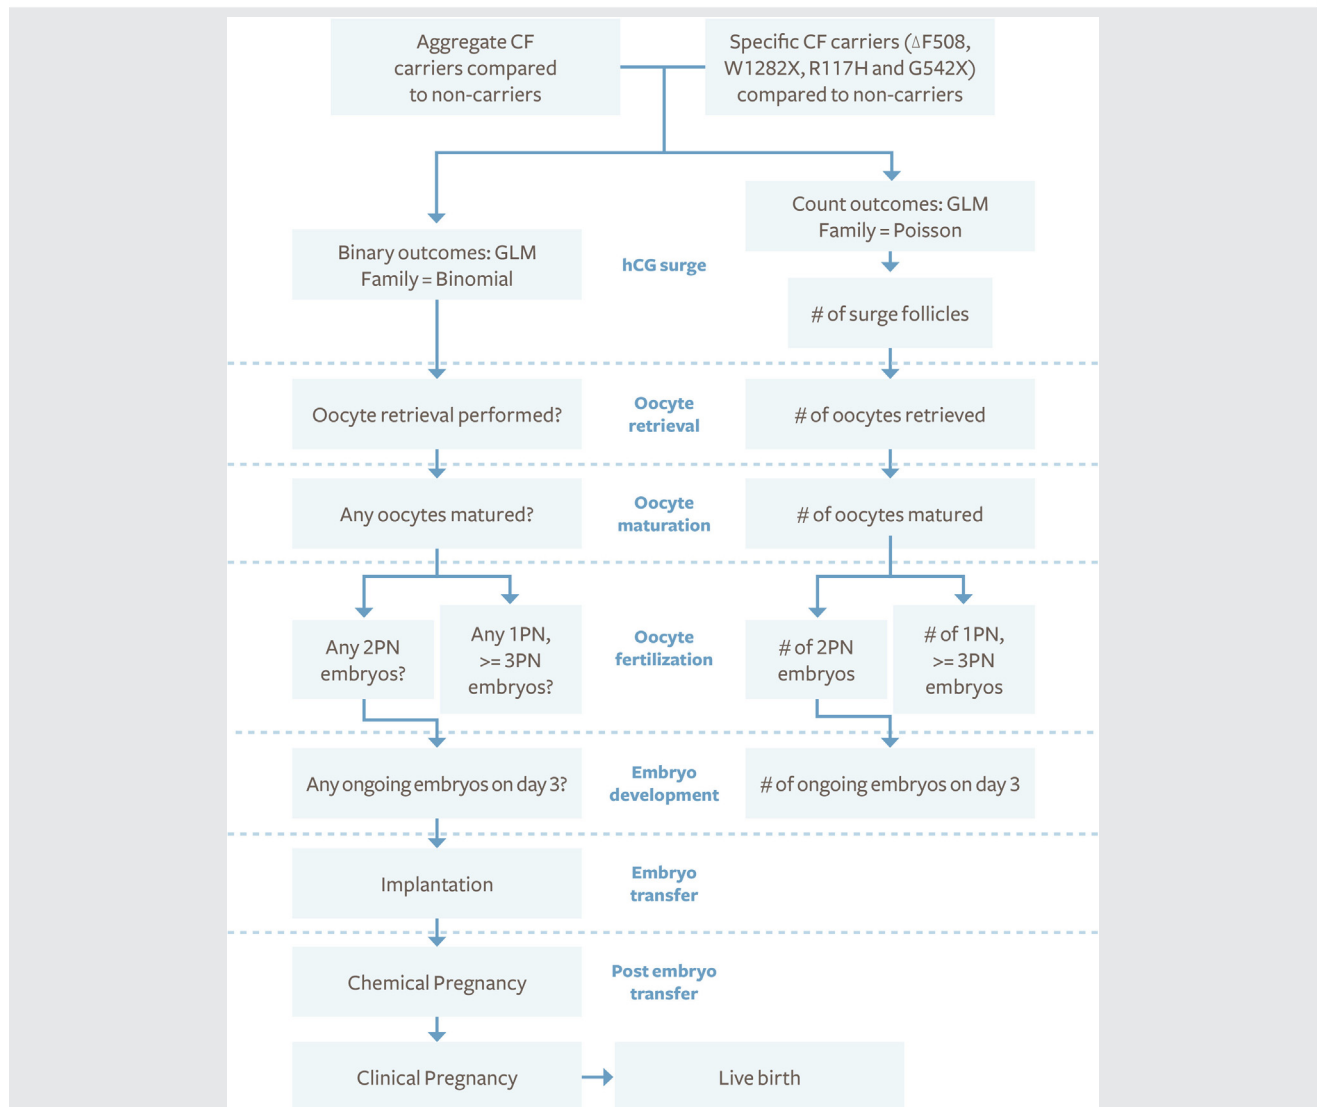 Aggregate CF
carriers compared
to non-carriers
Specific CF carriers (ΔF508,
W1282X, R117H and G542X)
compared to non-carriers
Count outcomes: GLM
Family = Poisson
Binary outcomes: GLM
Family = Binomial
hCG surge
# of surge follicles
Oocyte retrieval performed?
Oocyte
retrieval
# of oocytes retrieved
Any oocytes matured?
Oocyte
maturation
# of oocytes matured
Any 2PN
embryos?
Any 1PN,
>= 3PN
embryos?
Oocyte
fertilization
# of 2PN
embryos
# of 1PN,
>= 3PN
embryos
Any ongoing embryos on day 3?
Embryo
development
# of ongoing embryos on day 3
Implantation
Embryo
transfer
Chemical Pregnancy
Post embryo
transfer
Clinical Pregnancy
Live birth